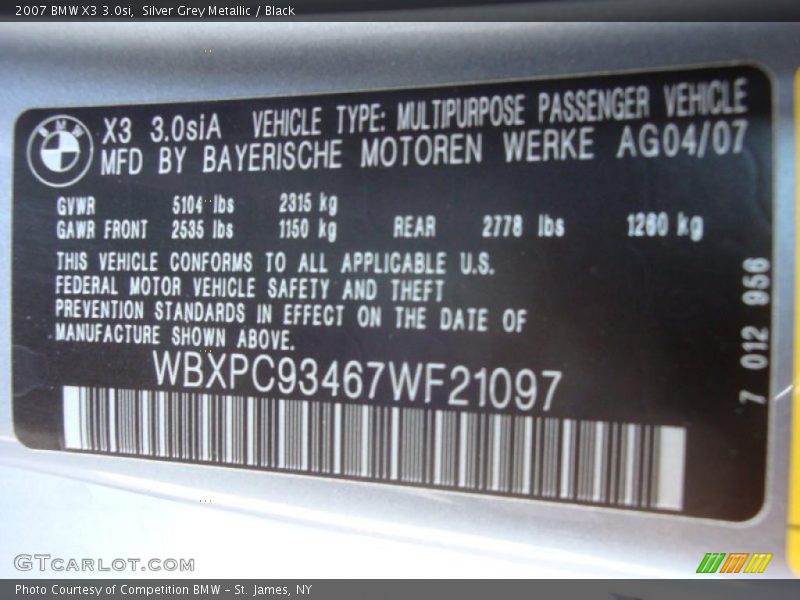 2007 BMW X3 3.0si, Silver Grey Metallic / Black
BMW
X3 3.0siA VEHICLE TYPE: MULTIPURPOSE PASSENGER VEHICLE
MFD BY BAYERISCHE MOTOREN WERKE AG04/07
GVWR 5104 lbs 2315 kg
GAWR FRONT 2535 lbs 1150 kg REAR 2778 lbs 1260 kg
THIS VEHICLE CONFORMS TO ALL APPLICABLE U.S.
FEDERAL MOTOR VEHICLE SAFETY AND THEFT
PREVENTION STANDARDS IN EFFECT ON THE DATE OF
MANUFACTURE SHOWN ABOVE.
WBXPC93467WF21097
7 012 956
GTCARLOT.COM
Photo Courtesy of Competition BMW - St. James, NY